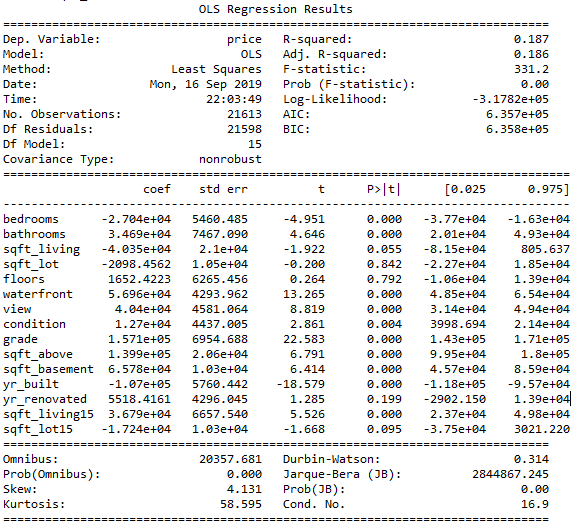 OLS Regression Results
==============================================================================
Dep. Variable: price R-squared: 0.187
Model: OLS Adj. R-squared: 0.186
Method: Least Squares F-statistic: 331.2
Date: Mon, 16 Sep 2019 Prob (F-statistic): 0.00
Time: 22:03:49 Log-Likelihood: -3.1782e+05
No. Observations: 21613 AIC: 6.357e+05
Df Residuals: 21598 BIC: 6.358e+05
Df Model: 15
Covariance Type: nonrobust
==============================================================================
coef std err t P>|t| [0.025 0.975]
------------------------------------------------------------------------------
bedrooms -2.704e+04 5460.485 -4.951 0.000 -3.77e+04 -1.63e+04
bathrooms 3.469e+04 7467.090 4.646 0.000 2.01e+04 4.93e+04
sqft_living -4.035e+04 2.1e+04 -1.922 0.055 -8.15e+04 805.637
sqft_lot -2098.4562 1.05e+04 -0.200 0.842 -2.27e+04 1.85e+04
floors 1652.4223 6265.456 0.264 0.792 -1.06e+04 1.39e+04
waterfront 5.696e+04 4293.962 13.265 0.000 4.85e+04 6.54e+04
view 4.04e+04 4581.064 8.819 0.000 3.14e+04 4.94e+04
condition 1.27e+04 4437.005 2.861 0.004 3998.694 2.14e+04
grade 1.571e+05 6954.688 22.583 0.000 1.43e+05 1.71e+05
sqft_above 1.399e+05 2.06e+04 6.791 0.000 9.95e+04 1.8e+05
sqft_basement 6.578e+04 1.03e+04 6.414 0.000 4.57e+04 8.59e+04
yr_built -1.07e+05 5760.442 -18.579 0.000 -1.18e+05 -9.57e+04
yr_renovated 5518.4161 4296.045 1.285 0.199 -2902.150 1.39e+04
sqft_living15 3.679e+04 6657.540 5.526 0.000 2.37e+04 4.98e+04
sqft_lot15 -1.724e+04 1.03e+04 -1.668 0.095 -3.75e+04 3021.220
==============================================================================
Omnibus: 20357.681 Durbin-Watson: 0.314
Prob(Omnibus): 0.000 Jarque-Bera (JB): 2844867.245
Skew: 4.131 Prob(JB): 0.00
Kurtosis: 58.595 Cond. No. 16.9
==============================================================================